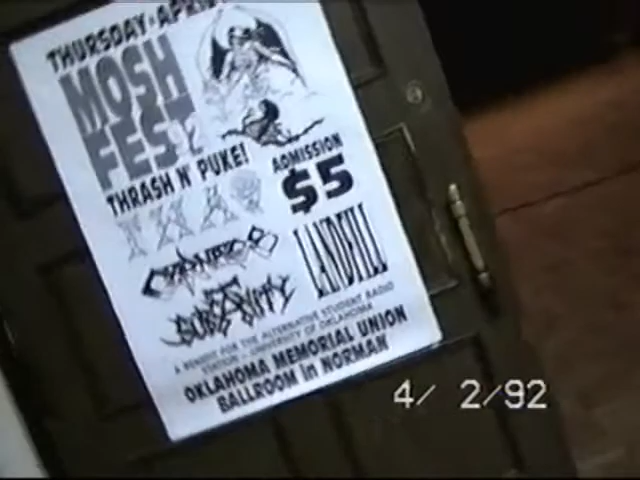 THURSDAY • APRIL
MOSH
FEST
THRASH N' PUKE!
ADMISSION
$5
LANDFILL
SUBSANITY
A BENEFIT FOR THE ALTERNATIVE STUDENT RADIO
STATION - UNIVERSITY OF OKLAHOMA
OKLAHOMA MEMORIAL UNION
BALLROOM in NORMAN
4/ 2/92